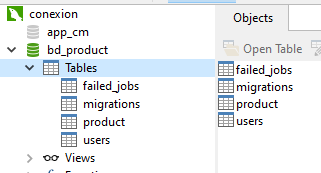 conexion
app_cm
bd_product
Tables
failed_jobs
migrations
product
users
Views
Objects
Open Table
failed_jobs
migrations
product
users